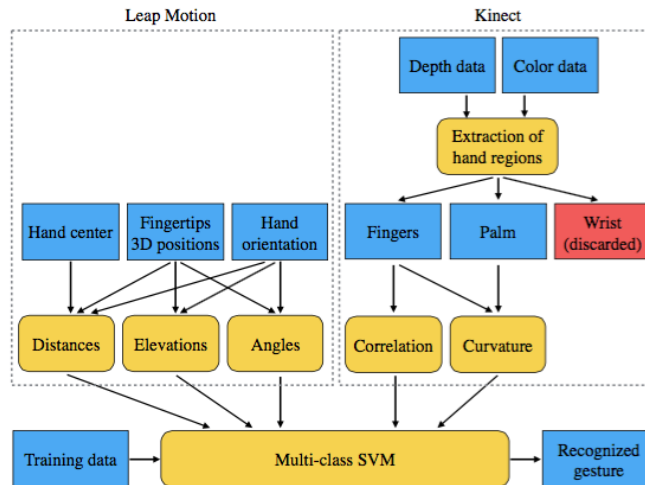 Leap Motion
Kinect
Depth data
Color data
Extraction of
hand regions
Hand center
Fingertips
3D positions
Hand
orientation
Fingers
Palm
Wrist
(discarded)
Distances
Elevations
Angles
Correlation
Curvature
Training data
Multi-class SVM
Recognized
gesture